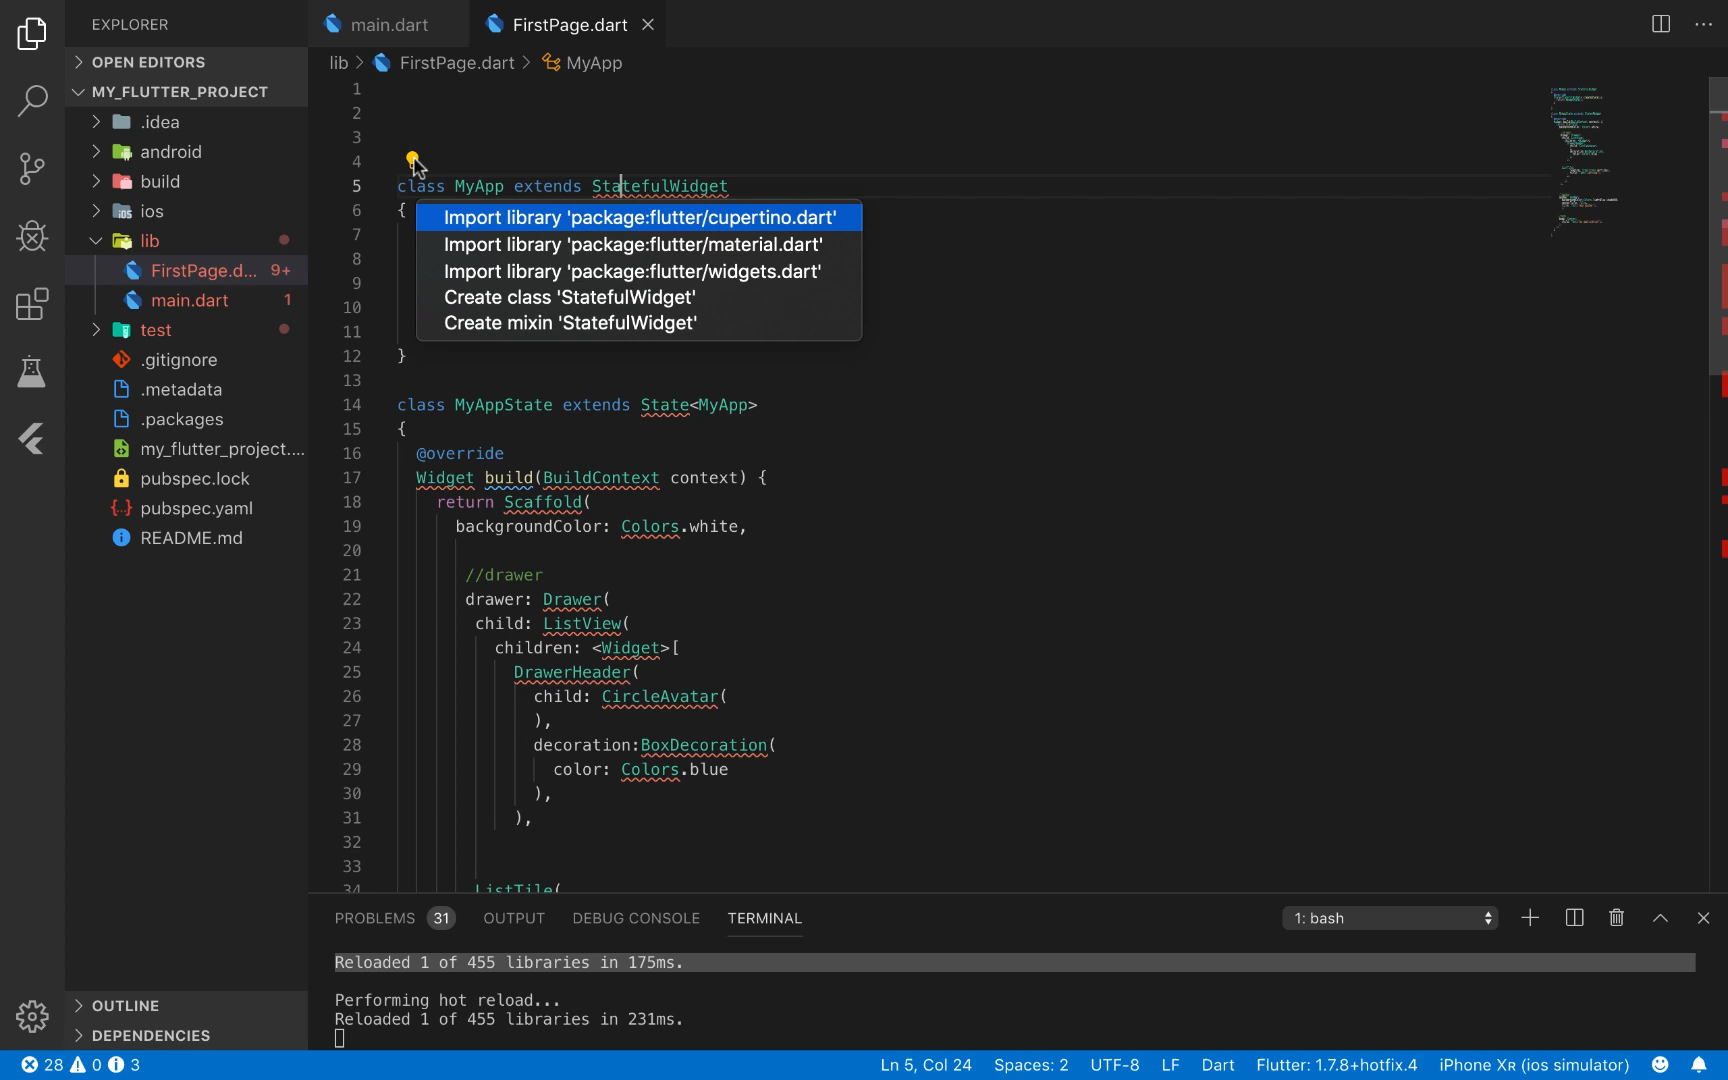 EXPLORER
OPEN EDITORS
MY_FLUTTER_PROJECT
.idea
android
build
ios
lib
FirstPage.d... 9+
main.dart 1
test
.gitignore
.metadata
.packages
my_flutter_project....
pubspec.lock
pubspec.yaml
README.md
OUTLINE
DEPENDENCIES
main.dart
FirstPage.dart
lib > FirstPage.dart > MyApp
1
2
3
4
5 class MyApp extends StatefulWidget
6 {
Import library 'package:flutter/cupertino.dart'
7
Import library 'package:flutter/material.dart'
8
Import library 'package:flutter/widgets.dart'
9
Create class 'StatefulWidget'
10
Create mixin 'StatefulWidget'
11
12 }
13
14 class MyAppState extends State<MyApp>
15 {
16 @override
17 Widget build(BuildContext context) {
18 return Scaffold(
19 backgroundColor: Colors.white,
20
21 //drawer
22 drawer: Drawer(
23 child: ListView(
24 children: <Widget>[
25 DrawerHeader(
26 child: CircleAvatar(
27 ),
28 decoration:BoxDecoration(
29 color: Colors.blue
30 ),
31 ),
32
33
34 ListTile(
PROBLEMS 31 OUTPUT DEBUG CONSOLE TERMINAL 1: bash
Reloaded 1 of 455 libraries in 175ms.
Performing hot reload...
Reloaded 1 of 455 libraries in 231ms.
28 0 3 Ln 5, Col 24 Spaces: 2 UTF-8 LF Dart Flutter: 1.7.8+hotfix.4 iPhone Xʀ (ios simulator)